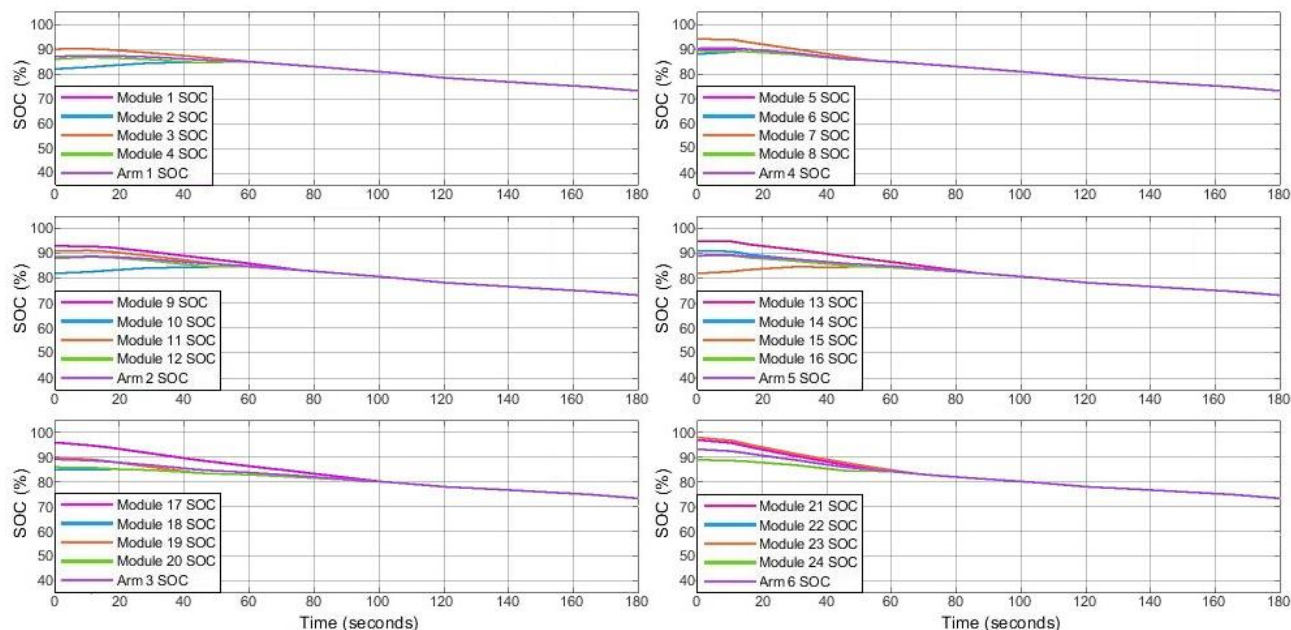 SOC (%)
100
90
80
70
60
50
40
Module 1 SOC
Module 2 SOC
Module 3 SOC
Module 4 SOC
Arm 1 SOC
0 20 40 60 80 100 120 140 160 180
SOC (%)
100
90
80
70
60
50
40
Module 5 SOC
Module 6 SOC
Module 7 SOC
Module 8 SOC
Arm 4 SOC
0 20 40 60 80 100 120 140 160 180
SOC (%)
100
90
80
70
60
50
40
Module 9 SOC
Module 10 SOC
Module 11 SOC
Module 12 SOC
Arm 2 SOC
0 20 40 60 80 100 120 140 160 180
SOC (%)
100
90
80
70
60
50
40
Module 13 SOC
Module 14 SOC
Module 15 SOC
Module 16 SOC
Arm 5 SOC
0 20 40 60 80 100 120 140 160 180
SOC (%)
100
90
80
70
60
50
40
Module 17 SOC
Module 18 SOC
Module 19 SOC
Module 20 SOC
Arm 3 SOC
0 20 40 60 80 100 120 140 160 180
Time (seconds)
SOC (%)
100
90
80
70
60
50
40
Module 21 SOC
Module 22 SOC
Module 23 SOC
Module 24 SOC
Arm 6 SOC
0 20 40 60 80 100 120 140 160 180
Time (seconds)